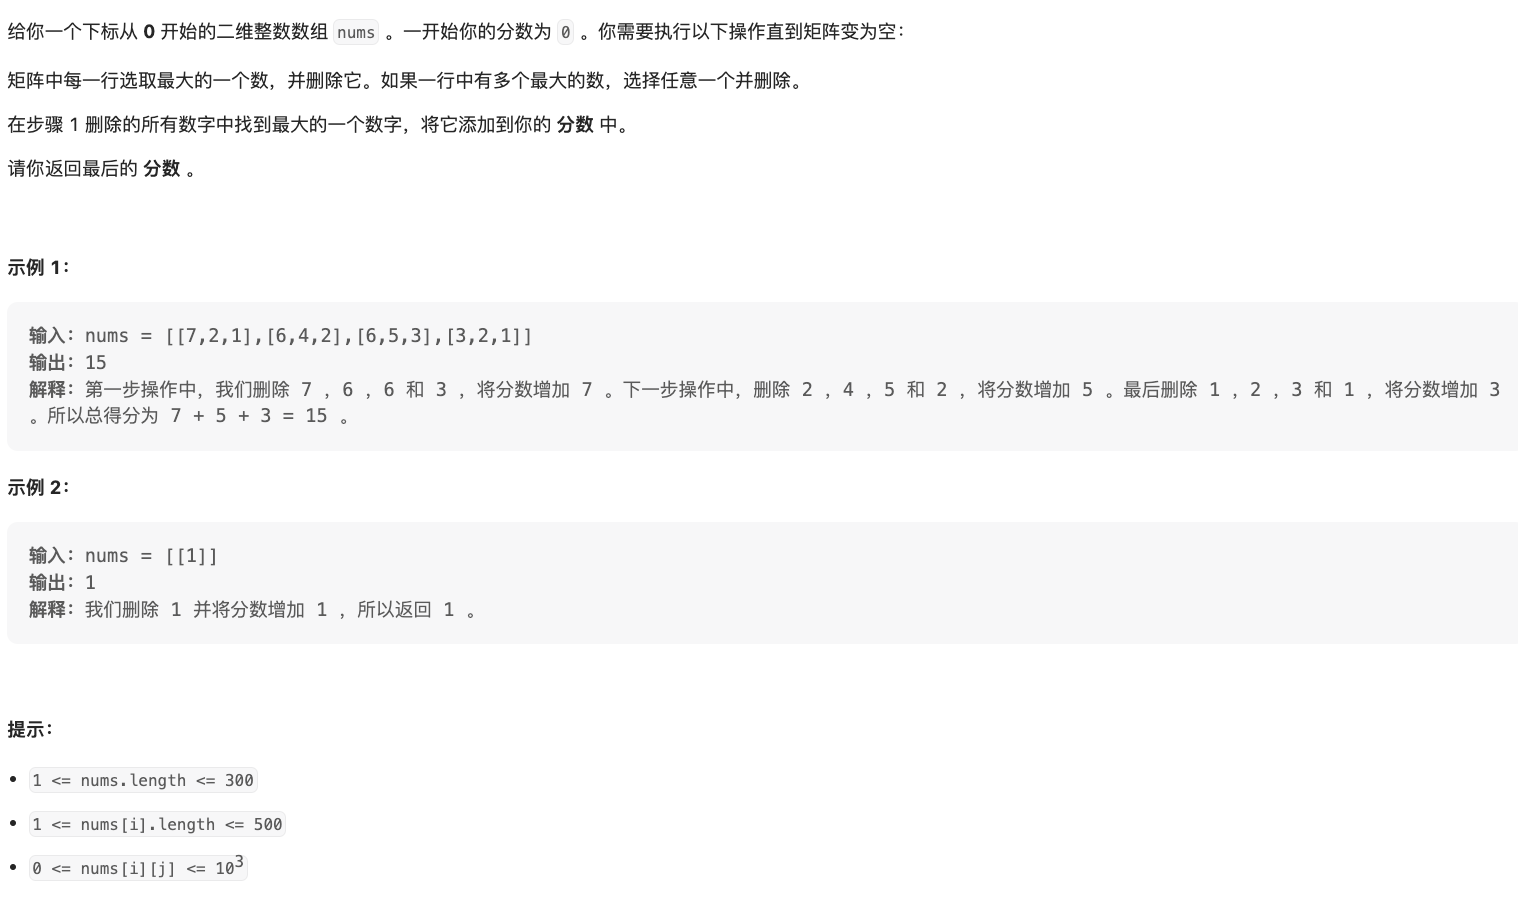 给你一个下标从 0 开始的二维整数数组 nums 。一开始你的分数为 0 。你需要执行以下操作直到矩阵变为空：
矩阵中每一行选取最大的一个数，并删除它。如果一行中有多个最大的数，选择任意一个并删除。
在步骤 1 删除的所有数字中找到最大的一个数字，将它添加到你的 分数 中。
请你返回最后的 分数 。
示例 1：
输入：nums = [[7,2,1],[6,4,2],[6,5,3],[3,2,1]]
输出：15
解释：第一步操作中，我们删除 7 ，6 ，6 和 3 ，将分数增加 7 。下一步操作中，删除 2 ，4 ，5 和 2 ，将分数增加 5 。最后删除 1 ，2 ，3 和 1 ，将分数增加 3
。所以总得分为 7 + 5 + 3 = 15 。
示例 2：
输入：nums = [[1]]
输出：1
解释：我们删除 1 并将分数增加 1 ，所以返回 1 。
提示：
• 1 <= nums.length <= 300
• 1 <= nums[i].length <= 500
• 0 <= nums[i][j] <= 10³